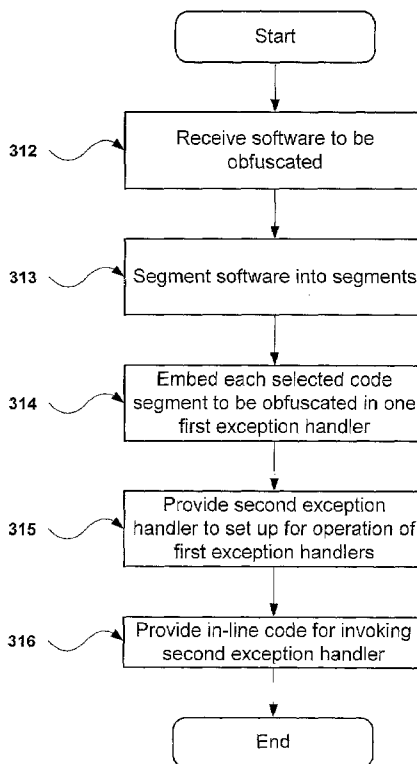 Start
312
Receive software to be
obfuscated
313
Segment software into segments
314
Embed each selected code
segment to be obfuscated in one
first exception handler
315
Provide second exception
handler to set up for operation of
first exception handlers
316
Provide in-line code for invoking
second exception handler
End